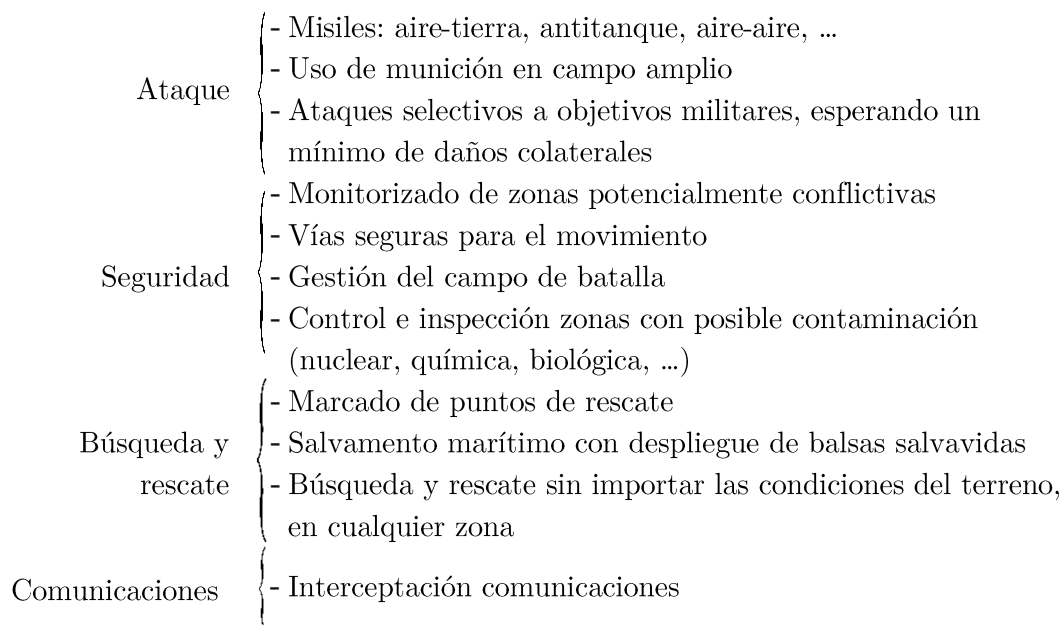 Ataque
- Misiles: aire-tierra, antitanque, aire-aire, ...
- Uso de munición en campo amplio
- Ataques selectivos a objetivos militares, esperando un
mínimo de daños colaterales
Seguridad
- Monitorizado de zonas potencialmente conflictivas
- Vías seguras para el movimiento
- Gestión del campo de batalla
- Control e inspección zonas con posible contaminación
(nuclear, química, biológica, ...)
Búsqueda y
rescate
- Marcado de puntos de rescate
- Salvamento marítimo con despliegue de balsas salvavidas
- Búsqueda y rescate sin importar las condiciones del terreno,
en cualquier zona
Comunicaciones
- Interceptación comunicaciones